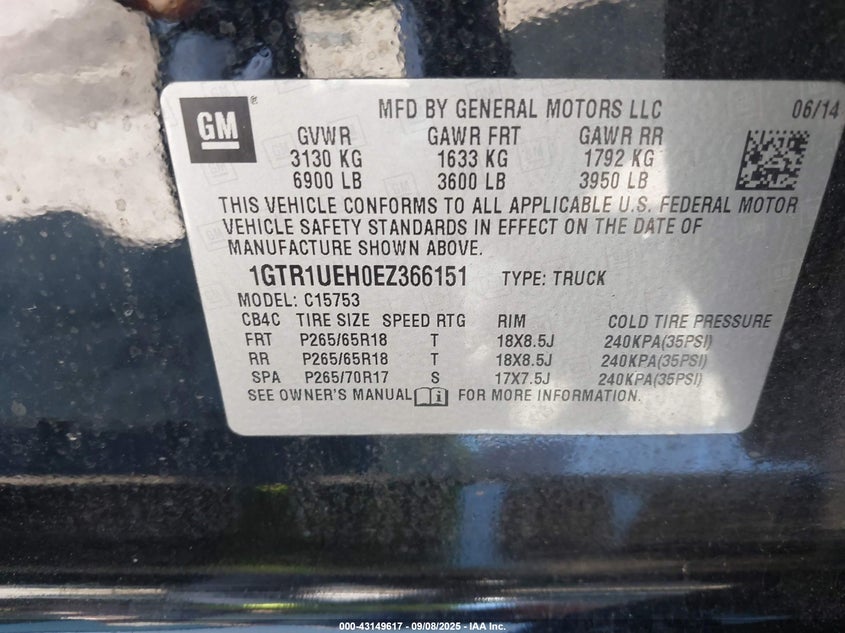 GM®
MFD BY GENERAL MOTORS LLC 06/14
GVWR GAWR FRT GAWR RR
3130 KG 1633 KG 1792 KG
6900 LB 3600 LB 3950 LB
THIS VEHICLE CONFORMS TO ALL APPLICABLE U.S. FEDERAL MOTOR
VEHICLE SAFETY STANDARDS IN EFFECT ON THE DATE OF
MANUFACTURE SHOWN ABOVE.
1GTR1UEH0EZ366151 TYPE: TRUCK
MODEL: C15753
CB4C TIRE SIZE SPEED RTG RIM COLD TIRE PRESSURE
FRT P265/65R18 T 18X8.5J 240KPA(35PSI)
RR P265/65R18 T 18X8.5J 240KPA(35PSI)
SPA P265/70R17 S 17X7.5J 240KPA(35PSI)
SEE OWNER'S MANUAL FOR MORE INFORMATION.
000-43149617 - 09/08/2025 - IAA Inc.